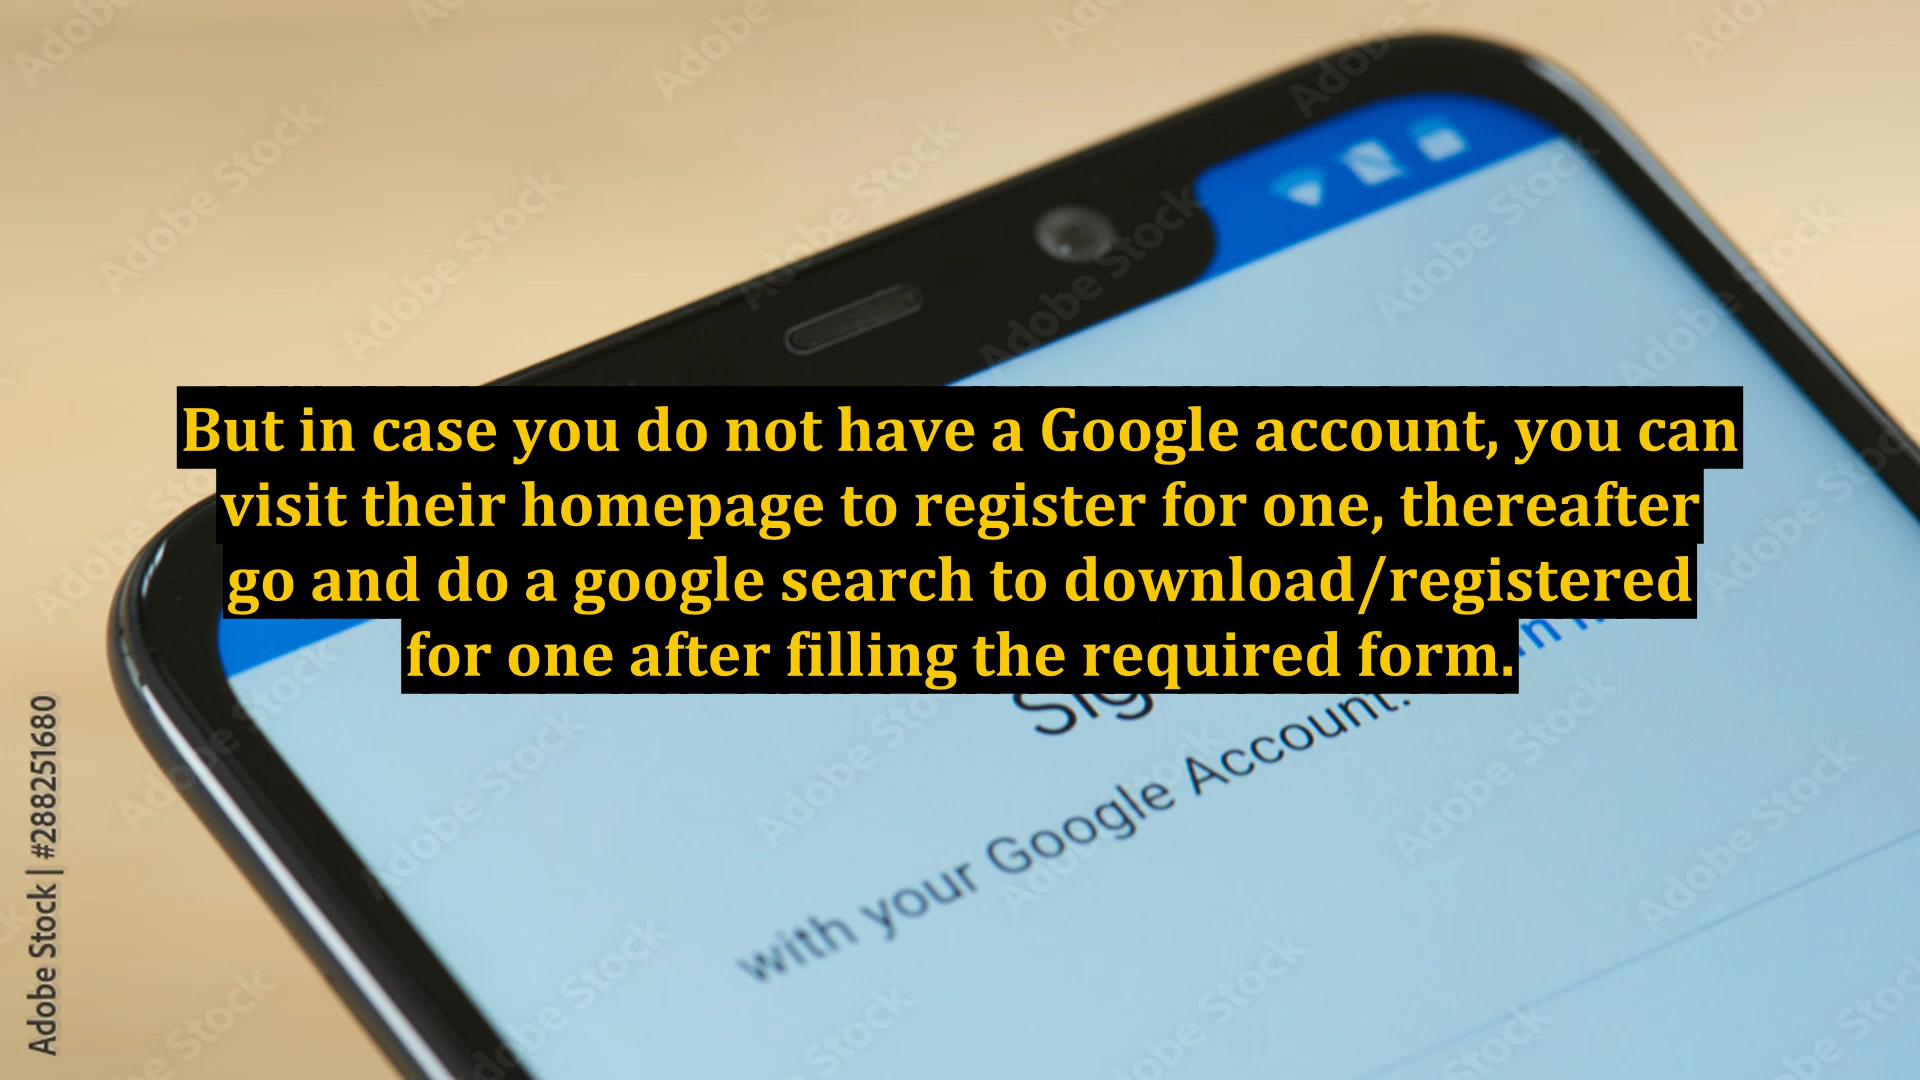 But in case you do not have a Google account, you can
visit their homepage to register for one, thereafter
go and do a google search to download/registered
for one after filling the required form.
with your Google Account.
Adobe Stock | #288251680